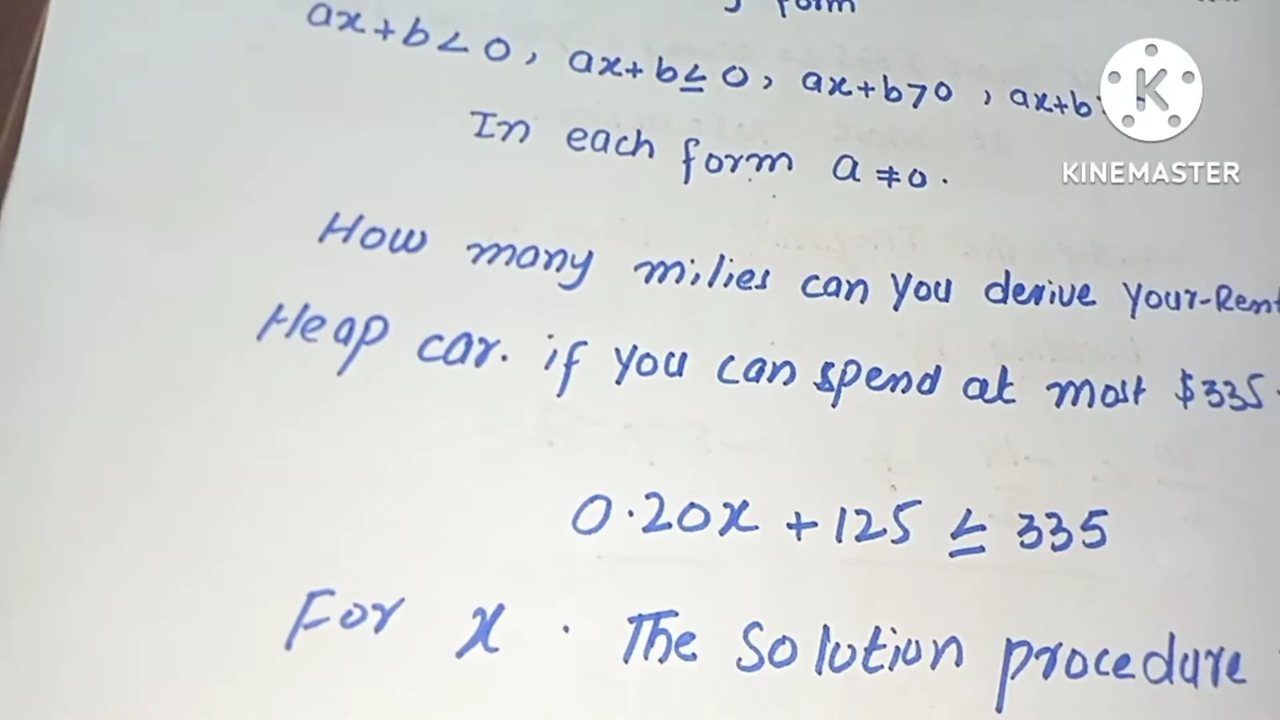 form
ax+b<0, ax+b≤0, ax+b>0, ax+b
In each form a≠0.
How many milies can you derive your-Rent
Heap car. if you can spend at most $335.
0.20x+125 ≤ 335
For x. The solution procedure
K
KINEMASTER